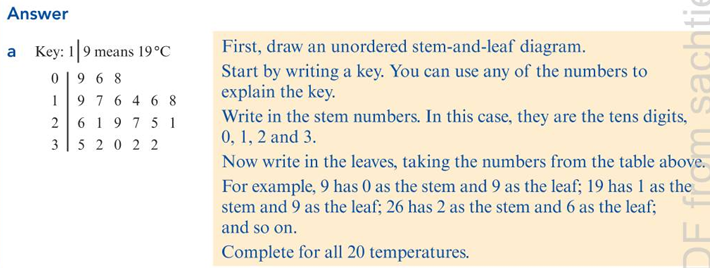 Answer
a Key: 1|9 means 19 °C
0 | 9 6 8
1 | 9 7 6 4 6 8
2 | 6 1 9 7 5 1
3 | 5 2 0 2 2
First, draw an unordered stem-and-leaf diagram.
Start by writing a key. You can use any of the numbers to
explain the key.
Write in the stem numbers. In this case, they are the tens digits,
0, 1, 2 and 3.
Now write in the leaves, taking the numbers from the table above.
For example, 9 has 0 as the stem and 9 as the leaf; 19 has 1 as the
stem and 9 as the leaf; 26 has 2 as the stem and 6 as the leaf;
and so on.
Complete for all 20 temperatures.
DF from sachtie